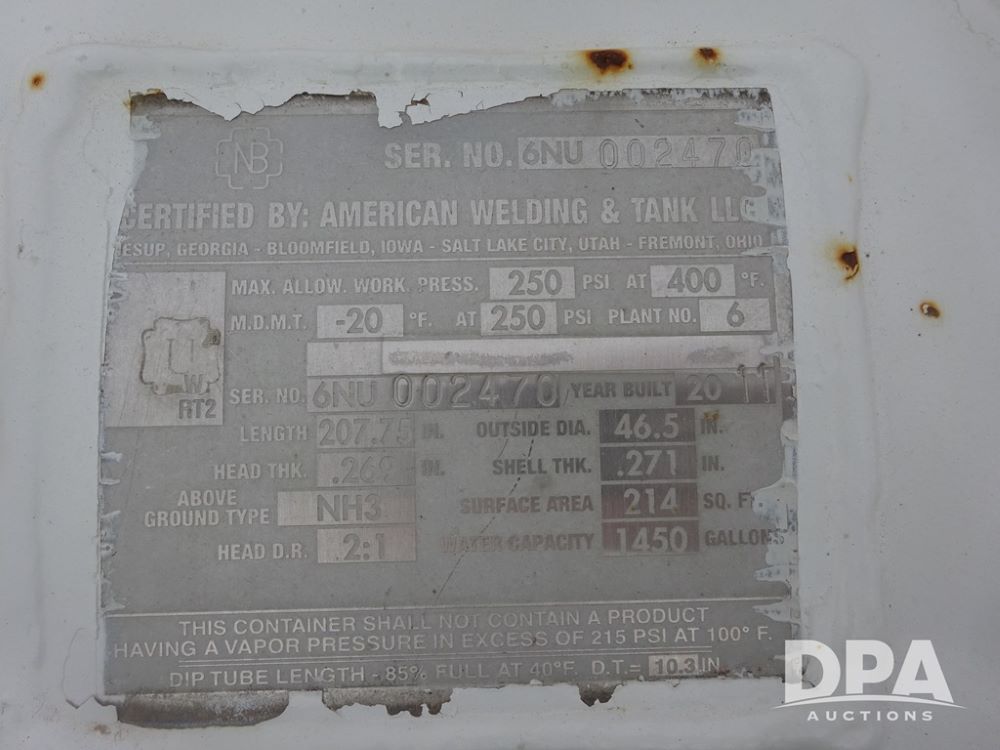 NB
SER. NO. 6NU 002470
CERTIFIED BY: AMERICAN WELDING & TANK LLC
ESUP, GEORGIA - BLOOMFIELD, IOWA - SALT LAKE CITY, UTAH - FREMONT, OHIO
MAX. ALLOW. WORK. PRESS. 250 PSI AT 400 °F.
M.D.M.T. -20 °F. AT 250 PSI PLANT NO. 6
U
W
RT2
SER. NO. 6NU 002470 YEAR BUILT 2011
LENGTH 207.75 IN. OUTSIDE DIA. 46.5 IN.
HEAD THK. .269 IN. SHELL THK. .271 IN.
ABOVE
GROUND TYPE NH3 SURFACE AREA 214 SQ. F
HEAD D.R. 2:1 WATER CAPACITY 1450 GALLONS
THIS CONTAINER SHALL NOT CONTAIN A PRODUCT
HAVING A VAPOR PRESSURE IN EXCESS OF 215 PSI AT 100° F.
DIP TUBE LENGTH - 85% FULL AT 40°F. D.T.= 10.3 IN.
DPA
AUCTIONS